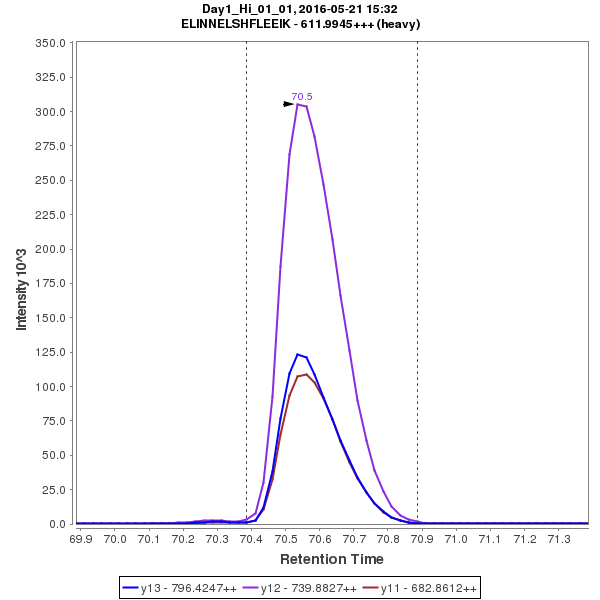 Day1_Hi_01_01, 2016-05-21 15:32
ELINNELSHFLEEIK - 611.9945+++ (heavy)
350.0
325.0
300.0
275.0
250.0
225.0
200.0
175.0
150.0
125.0
100.0
75.0
50.0
25.0
0.0
Intensity 10^3
70.5
69.9 70.0 70.1 70.2 70.3 70.4 70.5 70.6 70.7 70.8 70.9 71.0 71.1 71.2 71.3
Retention Time
y13 - 796.4247++ y12 - 739.8827++ y11 - 682.8612++